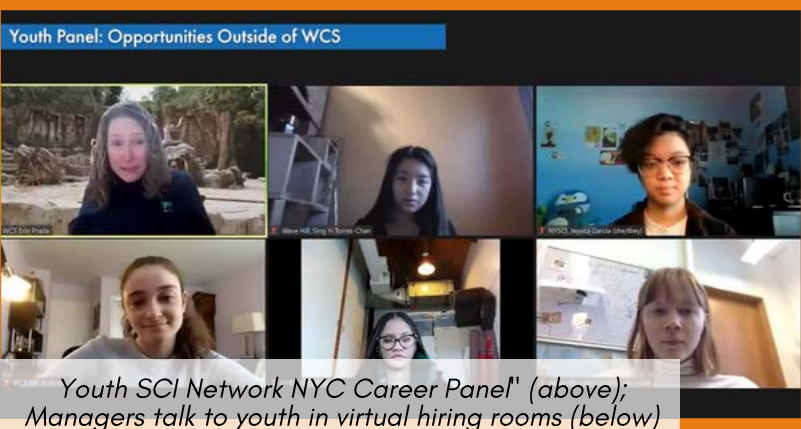 Youth Panel: Opportunities Outside of WCS
WCS Erin Prada
Wave Hill, Sing Yi Torres-Chan
NYSCI, Jessica Garcia (she/they)
Youth SCI Network NYC Career Panel" (above);
Managers talk to youth in virtual hiring rooms (below)